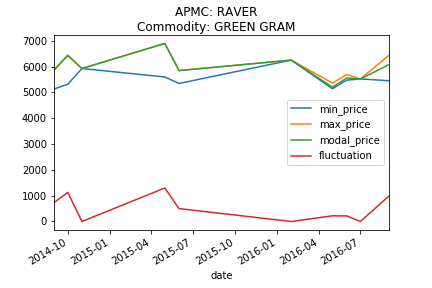 APMC: RAVER
Commodity: GREEN GRAM
7000
6000
5000
4000
3000
2000
1000
0
min_price
max_price
modal_price
fluctuation
2014-10
2015-01
2015-04
2015-07
2015-10
2016-01
2016-04
2016-07
date